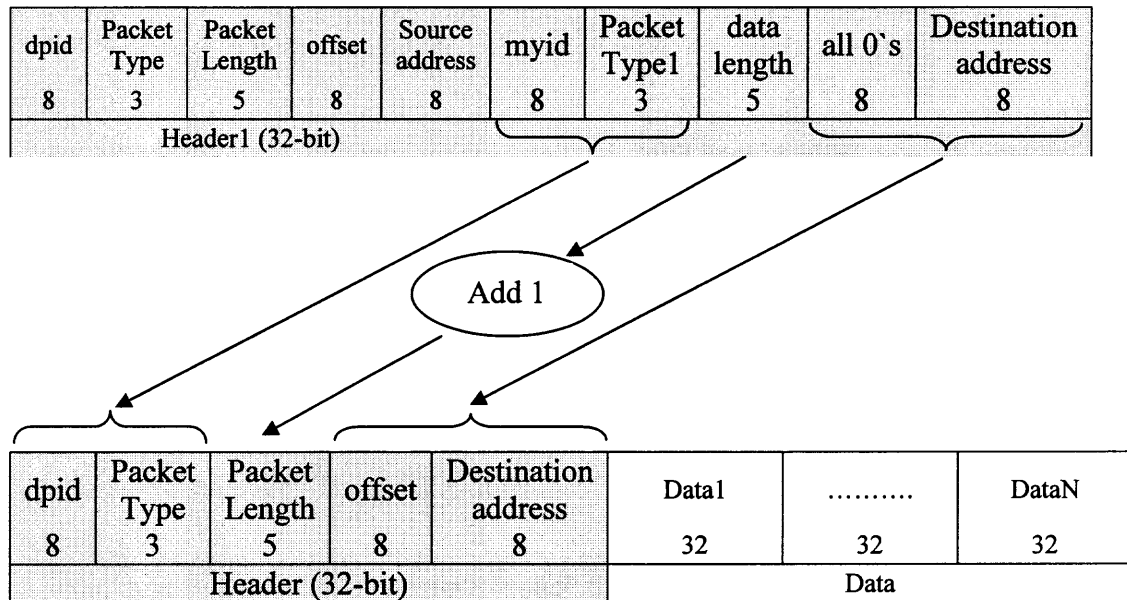 dpid Packet Type Packet Length offset Source address myid Packet Type1 data length all 0`s Destination address
8 3 5 8 8 8 3 5 8 8
Header1 (32-bit)
Add 1
dpid Packet Type Packet Length offset Destination address Data1 .......... DataN
8 3 5 8 8 32 32 32
Header (32-bit) Data